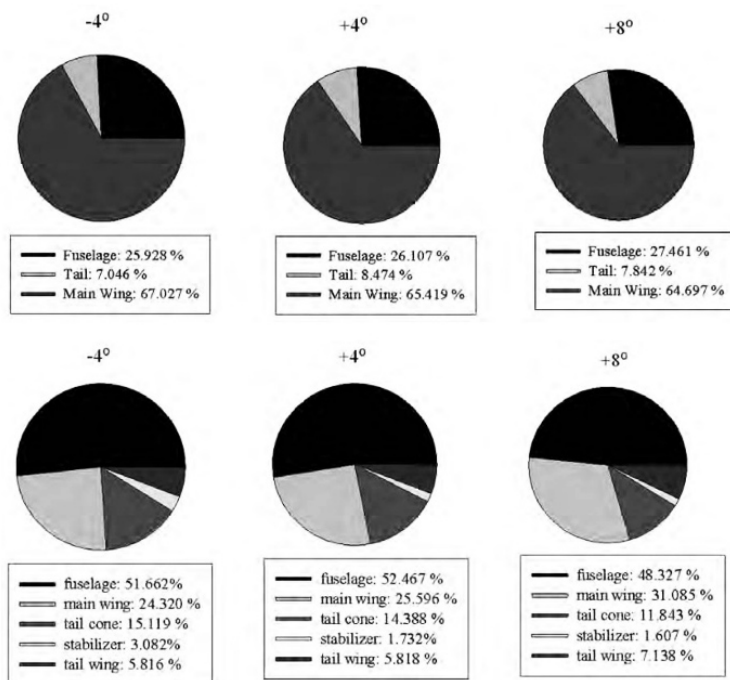 -4°
+4°
+8°
Fuselage: 25.928 %
Tail: 7.046 %
Main Wing: 67.027 %
Fuselage: 26.107 %
Tail: 8.474 %
Main Wing: 65.419 %
Fuselage: 27.461 %
Tail: 7.842 %
Main Wing: 64.697 %
-4°
+4°
+8°
fuselage: 51.662%
main wing: 24.320 %
tail cone: 15.119 %
stabilizer: 3.082%
tail wing: 5.816 %
fuselage: 52.467 %
main wing: 25.596 %
tail cone: 14.388 %
stabilizer: 1.732%
tail wing: 5.818 %
fuselage: 48.327 %
main wing: 31.085 %
tail cone: 11.843 %
stabilizer: 1.607 %
tail wing: 7.138 %